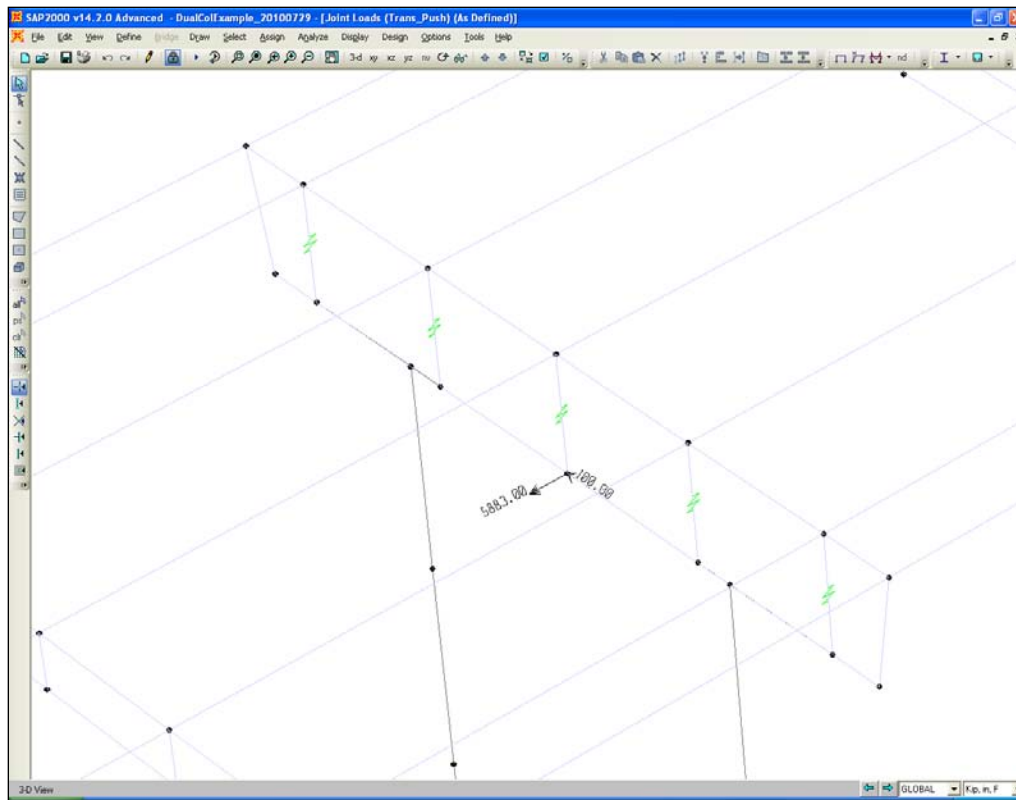 SAP2000 v14.2.0 Advanced - DualColExample_20100729 - [Joint Loads (Trans_Push) (As Defined)]
File Edit View Define Bridge Draw Select Assign Analyze Display Design Options Tools Help
3-d xy xz yz nv
nd
5883.00
100.00
3-D View
GLOBAL
Kip, in, F